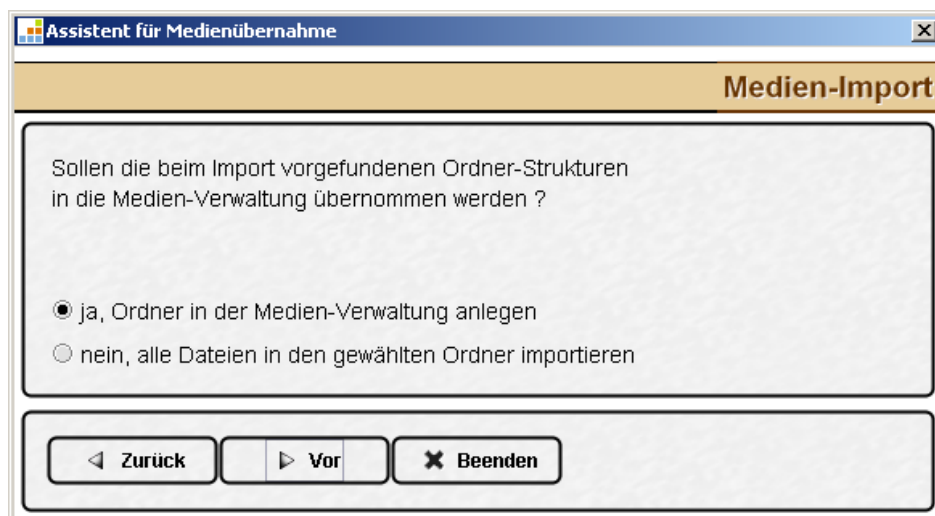 Assistent für Medienübernahme
Medien-Import
Sollen die beim Import vorgefundenen Ordner-Strukturen
in die Medien-Verwaltung übernommen werden ?
ja, Ordner in der Medien-Verwaltung anlegen
nein, alle Dateien in den gewählten Ordner importieren
Zurück Vor Beenden